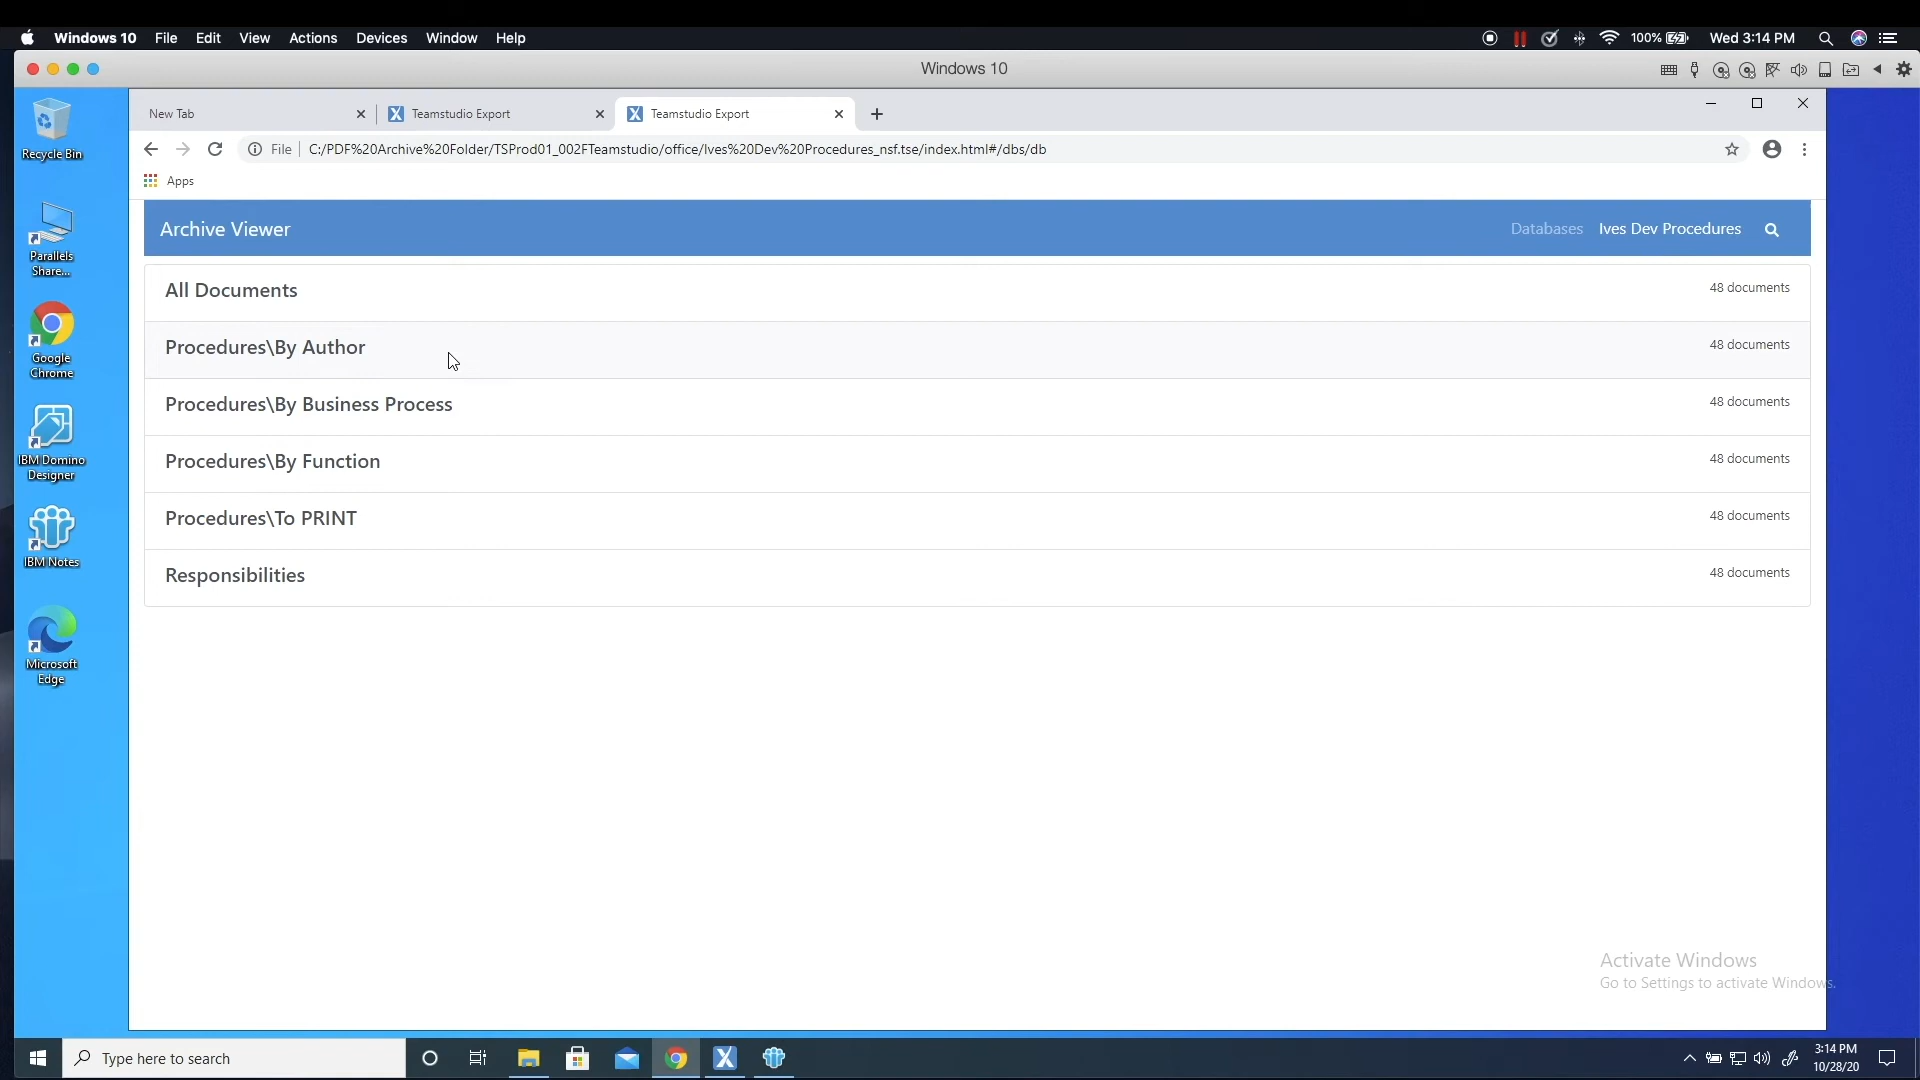 Windows 10 File Edit View Actions Devices Window Help 100% Wed 3:14 PM
Windows 10
New Tab Teamstudio Export Teamstudio Export
File C:/PDF%20Archive%20Folder/TSProd01_002FTeamstudio/office/Ives%20Dev%20Procedures_nsf.tse/index.html#/dbs/db
Apps
Archive Viewer Databases Ives Dev Procedures
All Documents 48 documents
Procedures\By Author 48 documents
Procedures\By Business Process 48 documents
Procedures\By Function 48 documents
Procedures\To PRINT 48 documents
Responsibilities 48 documents
Recycle Bin
Parallels
Share...
Google
Chrome
IBM Domino
Designer
IBM Notes
Microsoft
Edge
Activate Windows
Go to Settings to activate Windows.
Type here to search
3:14 PM
10/28/20